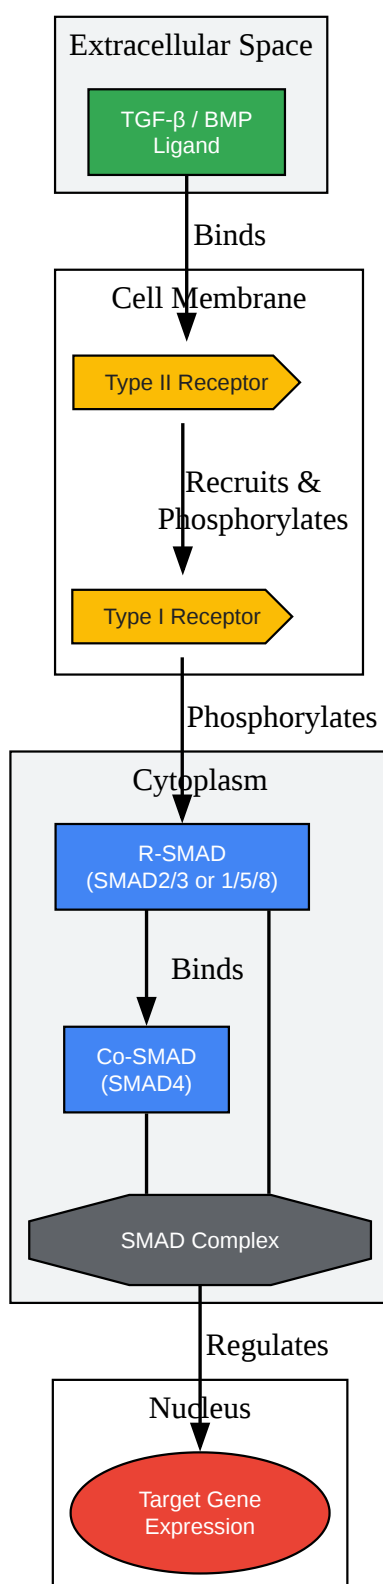 Extracellular Space
TGF-β / BMP
Ligand
Binds
Cell Membrane
Type II Receptor
Recruits &
Phosphorylates
Type I Receptor
Phosphorylates
Cytoplasm
R-SMAD
(SMAD2/3 or 1/5/8)
Binds
Co-SMAD
(SMAD4)
SMAD Complex
Regulates
Nucleus
Target Gene
Expression